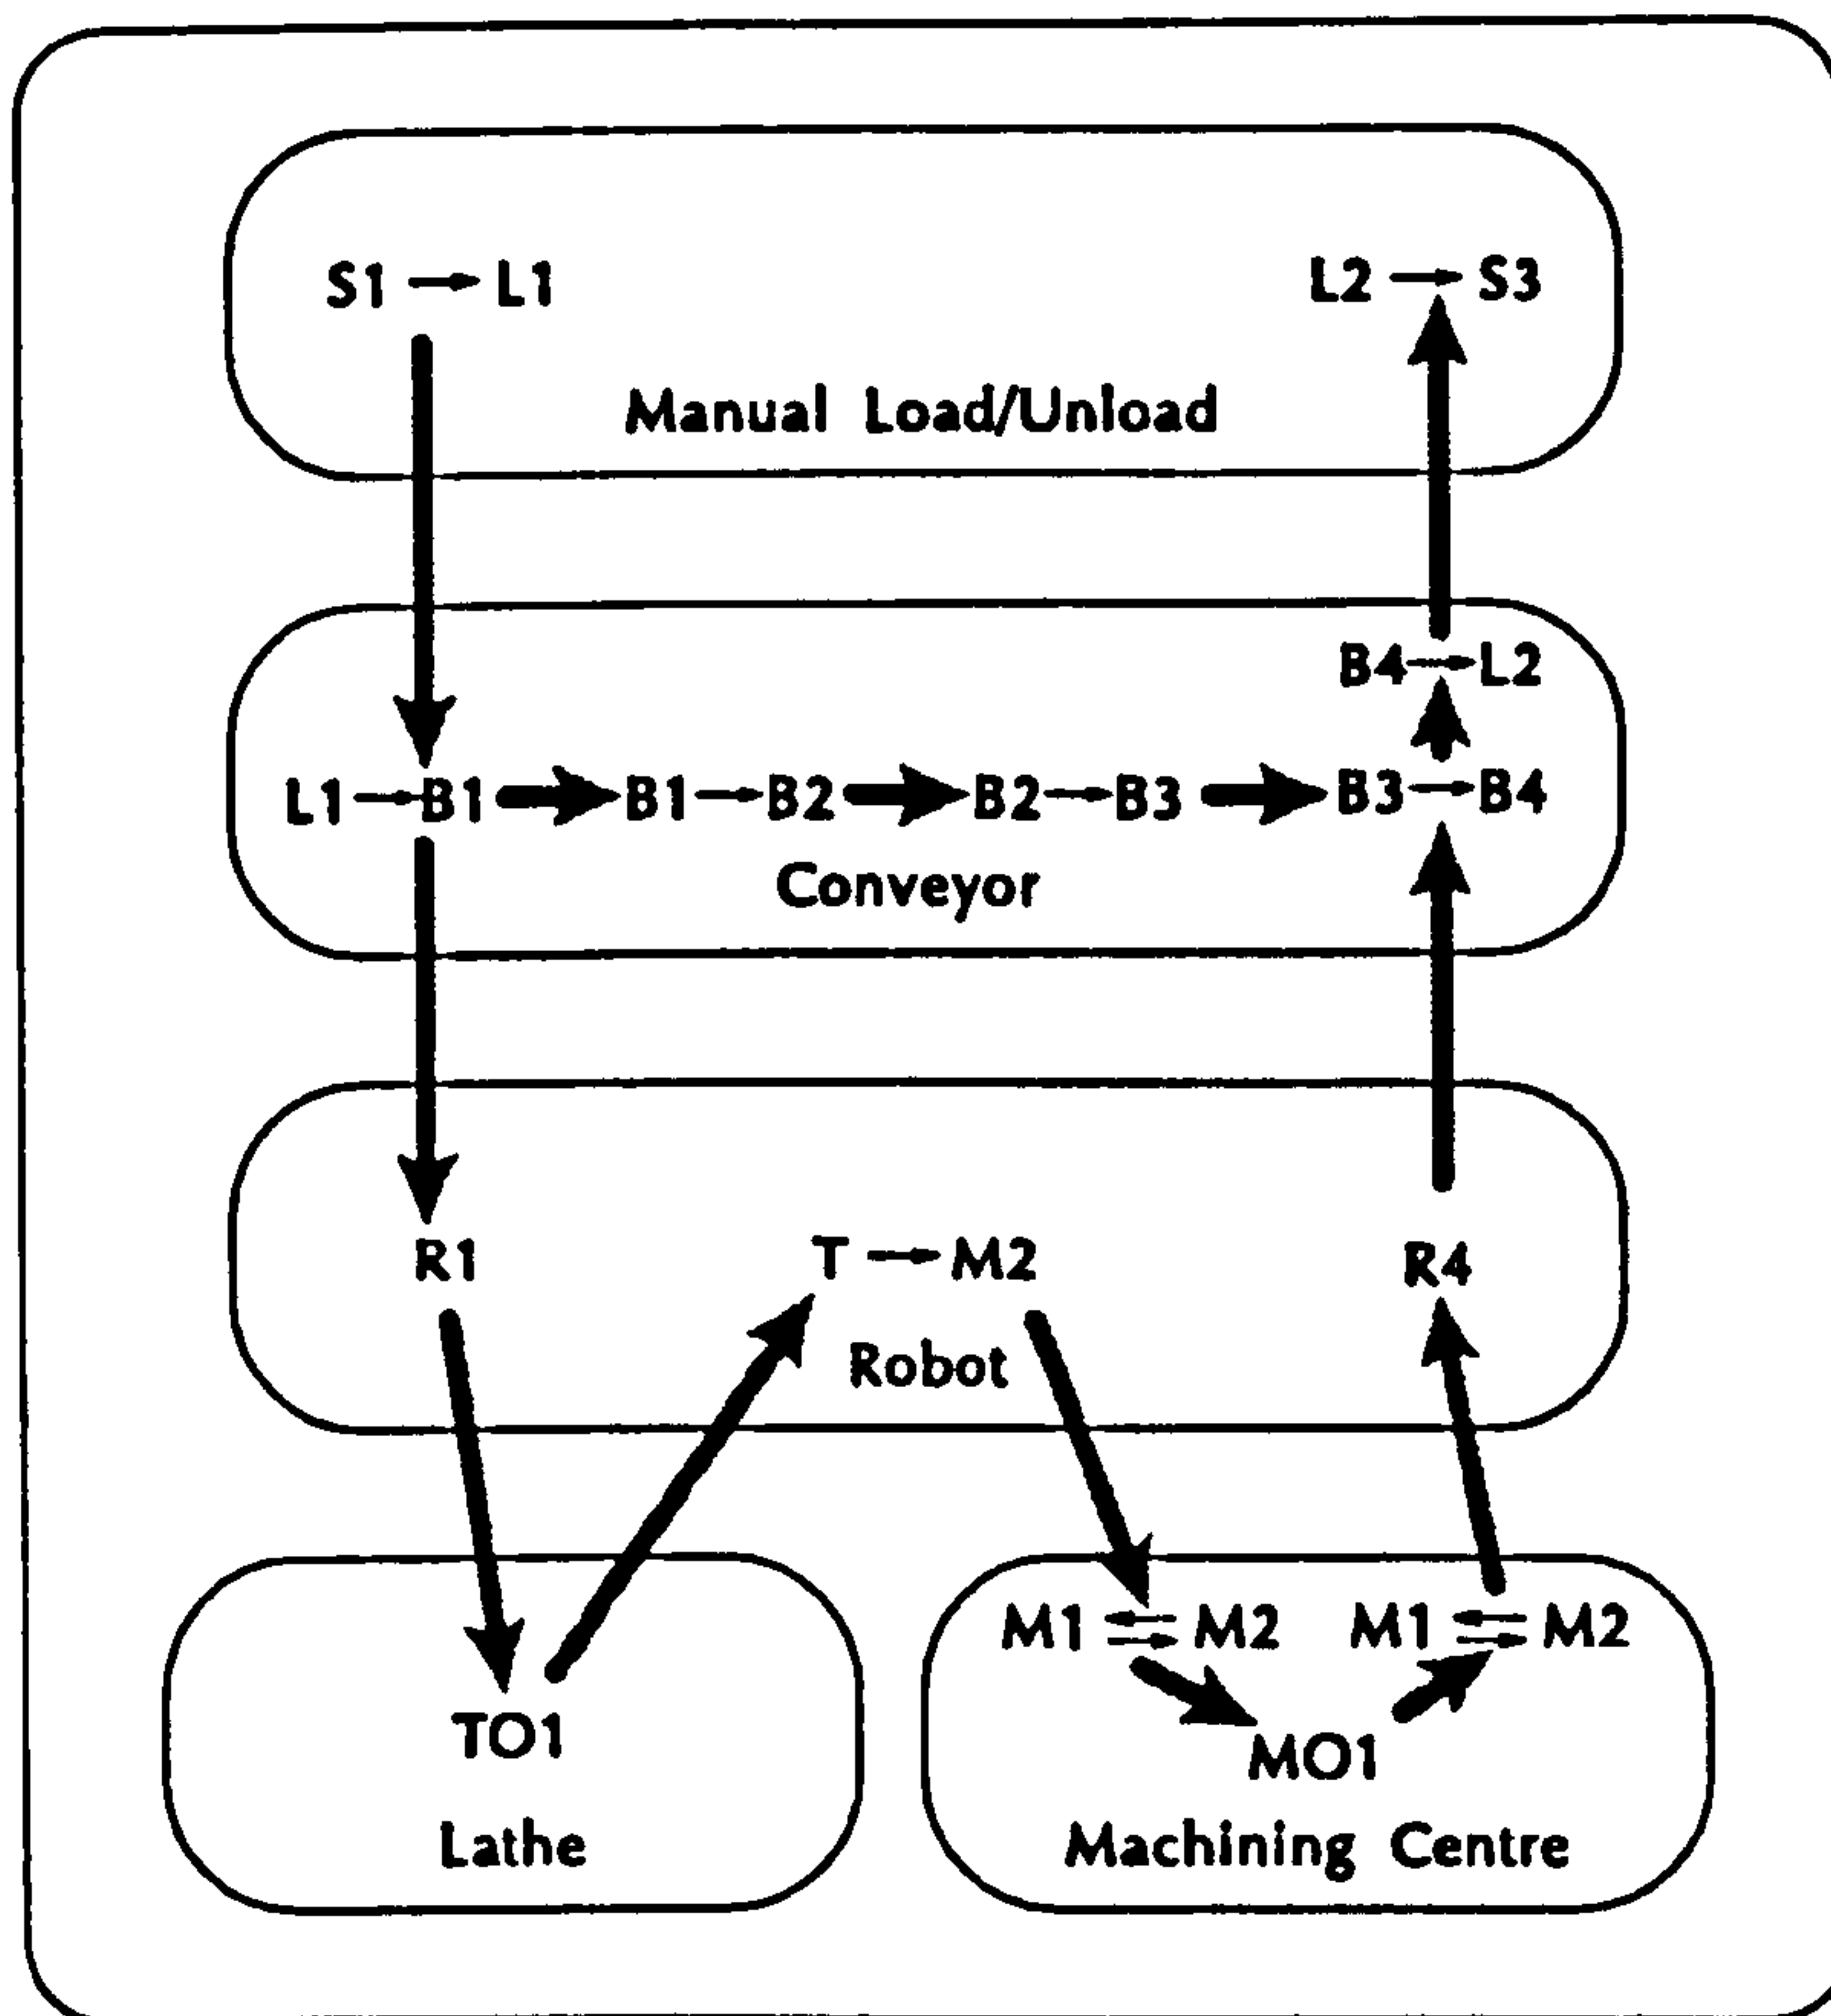 S1 → L1 L2 → S3
Manual Load/Unload
B4 → L2
L1 → B1 B1 → B2 B2 → B3 B3 → B4
Conveyor
R1 T → M2 R4
Robot
M1 ⇆ M2 M1 ⇆ M2
TO1 MO1
Lathe Machining Centre